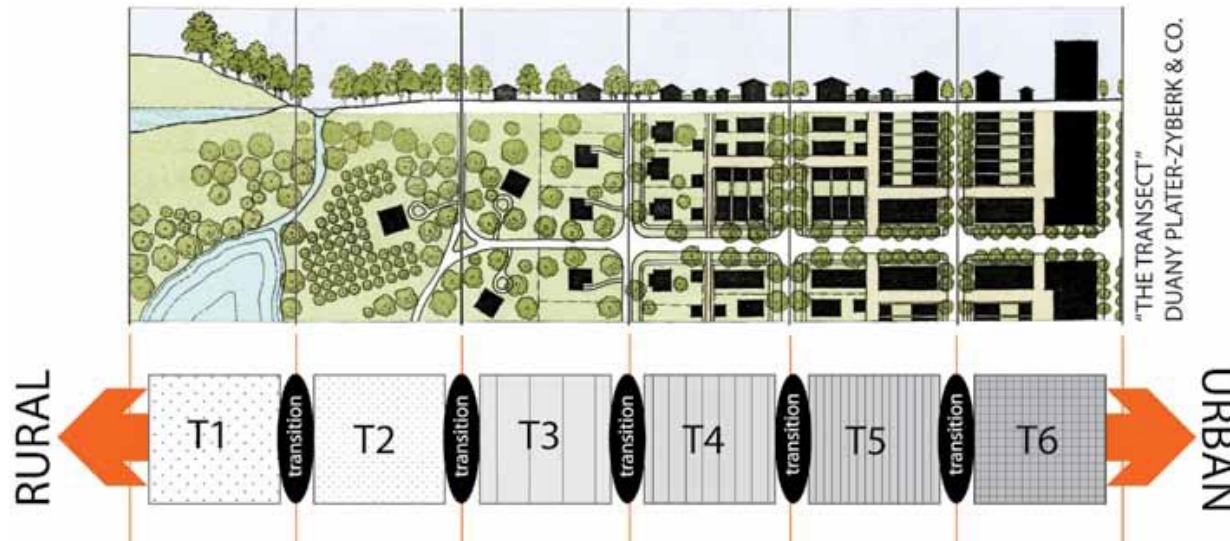 "THE TRANSECT"
DUANY PLATER-ZYBERK & CO.
RURAL
T1
transition
T2
transition
T3
transition
T4
transition
T5
transition
T6
URBAN